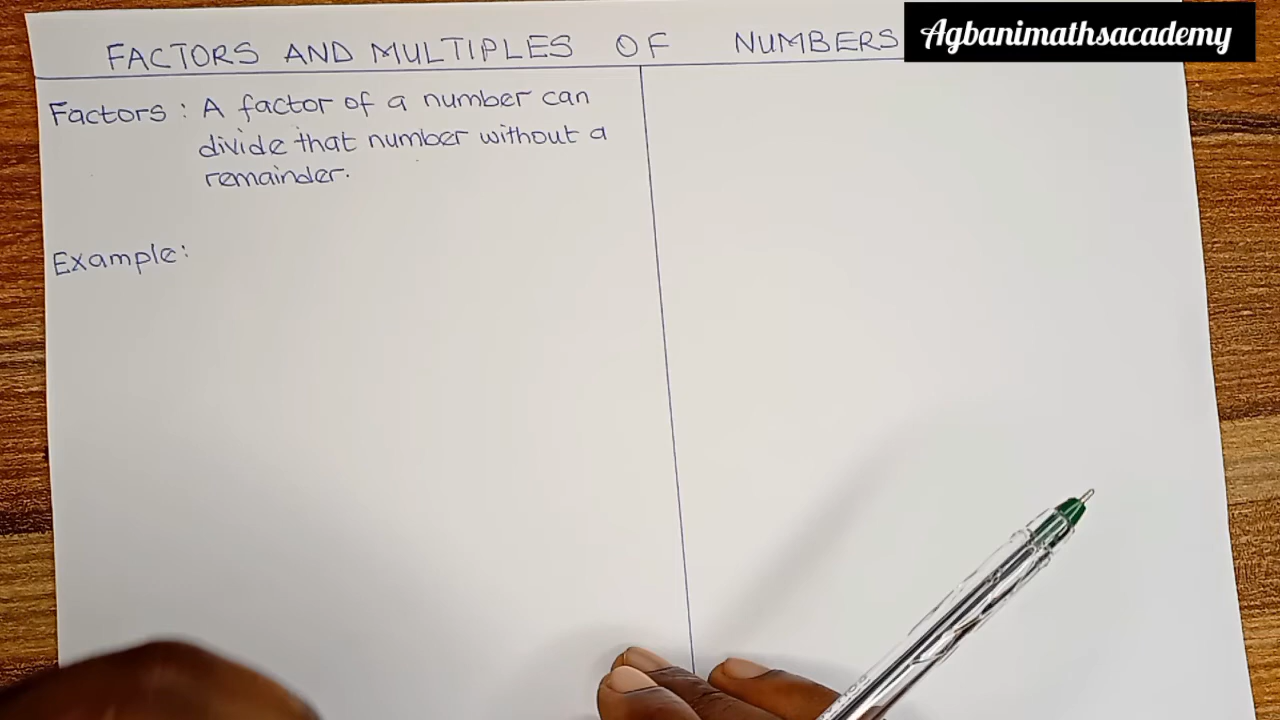 FACTORS AND MULTIPLES OF NUMBERS
Agbanimathsacademy
Factors: A factor of a number can
divide that number without a
remainder.
Example: